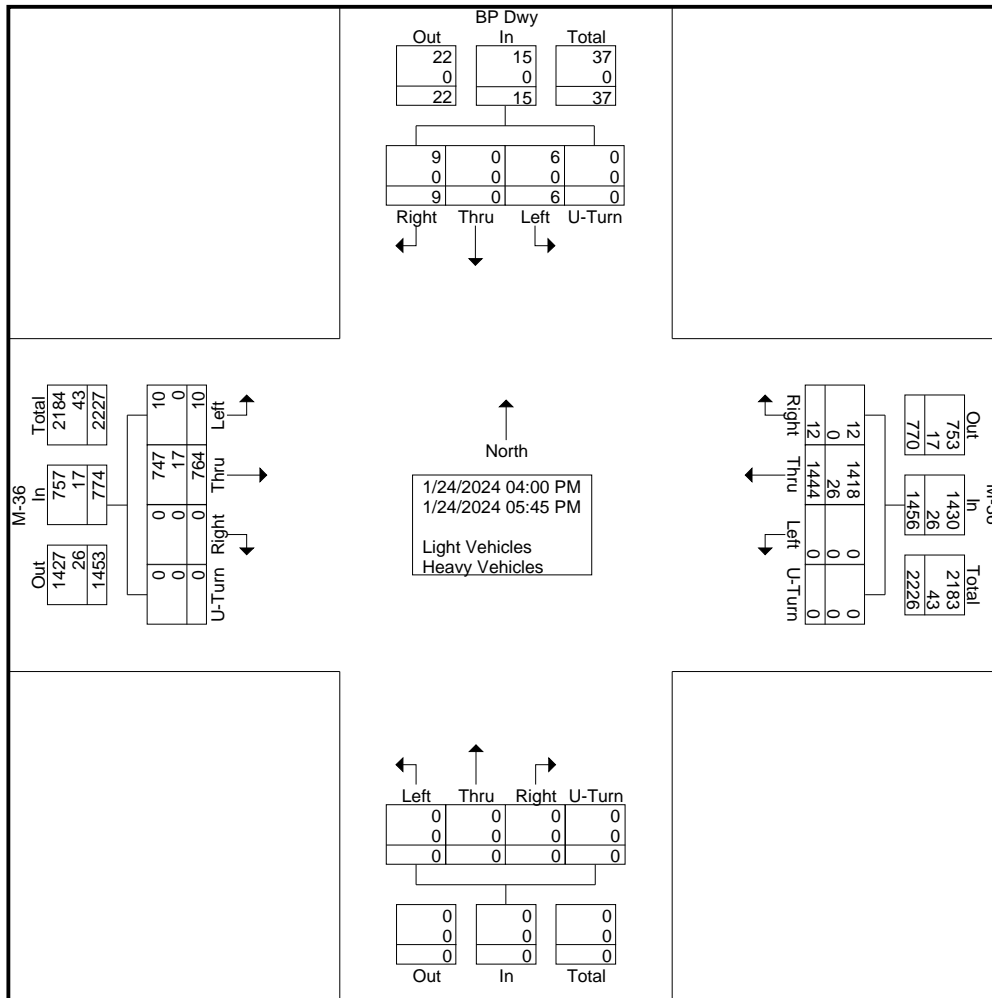 BP Dwy
Out In Total
22 15 37
0 0 0
22 15 37
9 0 6 0
0 0 0 0
9 0 6 0
Right Thru Left U-Turn
M-36
Total In Out
2184 757 1427
43 17 26
2227 774 1453
10 747 0 0
0 17 0 0
10 764 0 0
Left Thru Right U-Turn
North
1/24/2024 04:00 PM
1/24/2024 05:45 PM
Light Vehicles
Heavy Vehicles
Out In Total
753 1430 2183
17 26 43
770 1456 2226
12 1418 0 0
0 26 0 0
12 1444 0 0
Right Thru Left U-Turn
Left Thru Right U-Turn
0 0 0 0
0 0 0 0
0 0 0 0
0 0 0
0 0 0
0 0 0
Out In Total